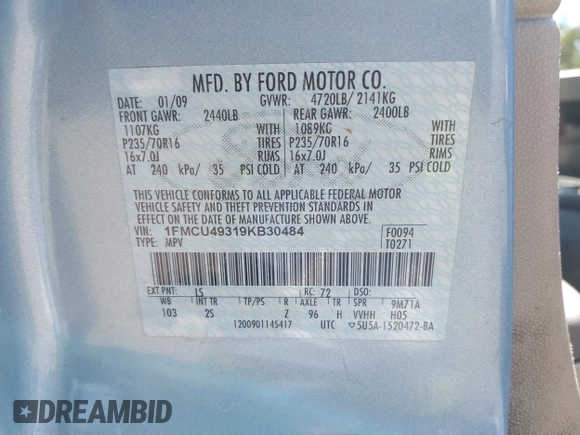 MFD. BY FORD MOTOR CO.
DATE: 01/09 GVWR: 4720LB/ 2141KG
FRONT GAWR: 2440LB REAR GAWR: 2400LB
1107KG WITH 1089KG WITH
P235/70R16 TIRES P235/70R16 TIRES
16x7.0J RIMS 16x7.0J RIMS
AT 240 kPa/ 35 PSI COLD AT 240 kPa/ 35 PSI COLD
THIS VEHICLE CONFORMS TO ALL APPLICABLE FEDERAL MOTOR
VEHICLE SAFETY AND THEFT PREVENTION STANDARDS IN
EFFECT ON THE DATE OF MANUFACTURE SHOWN ABOVE.
VIN: 1FMCU49319KB30484 F0094
TYPE: MPV T0271
EXT PNT: LS RC: 72 DSO:
WB INT TR TP/PS R AXLE TR SPR 9M71A
103 2S Z 96 H VVHH H05
1200901145417 UTC ▽5U5A-1520472-BA
DREAMBID